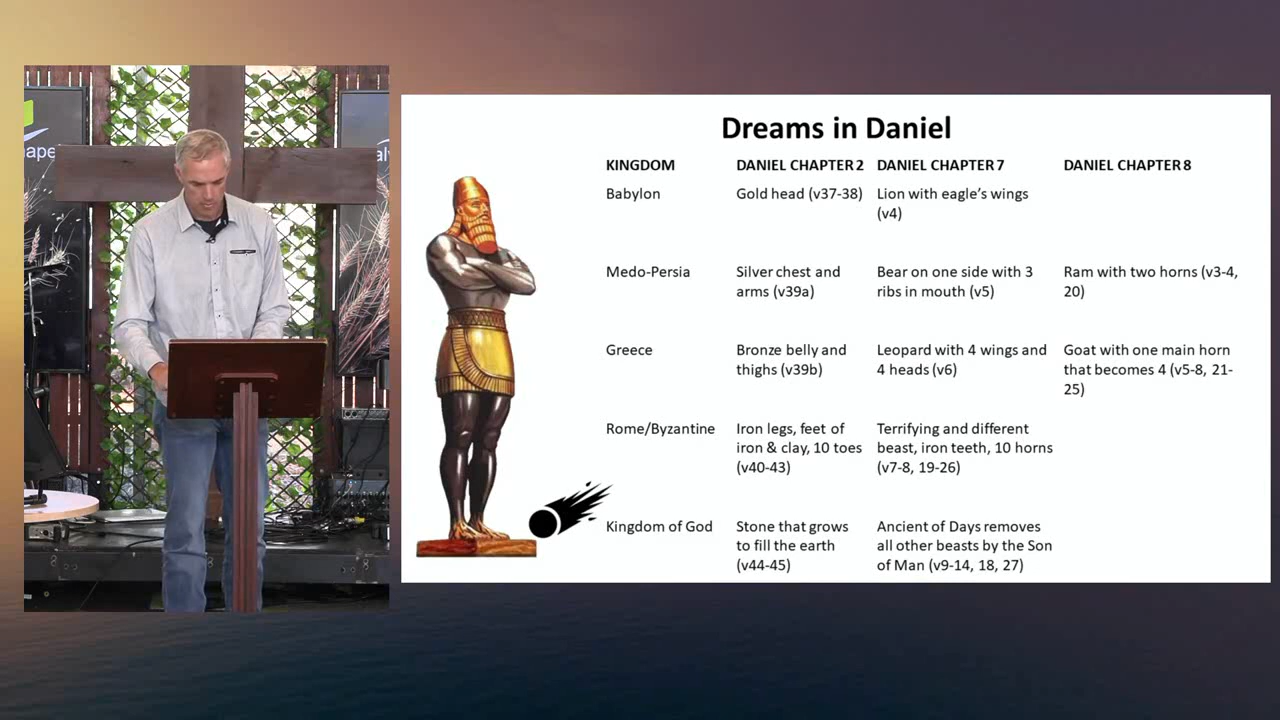 hape
alv
Dreams in Daniel
KINGDOM DANIEL CHAPTER 2 DANIEL CHAPTER 7 DANIEL CHAPTER 8
Babylon Gold head (v37-38) Lion with eagle’s wings
(v4)
Medo-Persia Silver chest and Bear on one side with 3 Ram with two horns (v3-4,
arms (v39a) ribs in mouth (v5) 20)
Greece Bronze belly and Leopard with 4 wings and Goat with one main horn
thighs (v39b) 4 heads (v6) that becomes 4 (v5-8, 21-
25)
Rome/Byzantine Iron legs, feet of Terrifying and different
iron & clay, 10 toes beast, iron teeth, 10 horns
(v40-43) (v7-8, 19-26)
Kingdom of God Stone that grows Ancient of Days removes
to fill the earth all other beasts by the Son
(v44-45) of Man (v9-14, 18, 27)